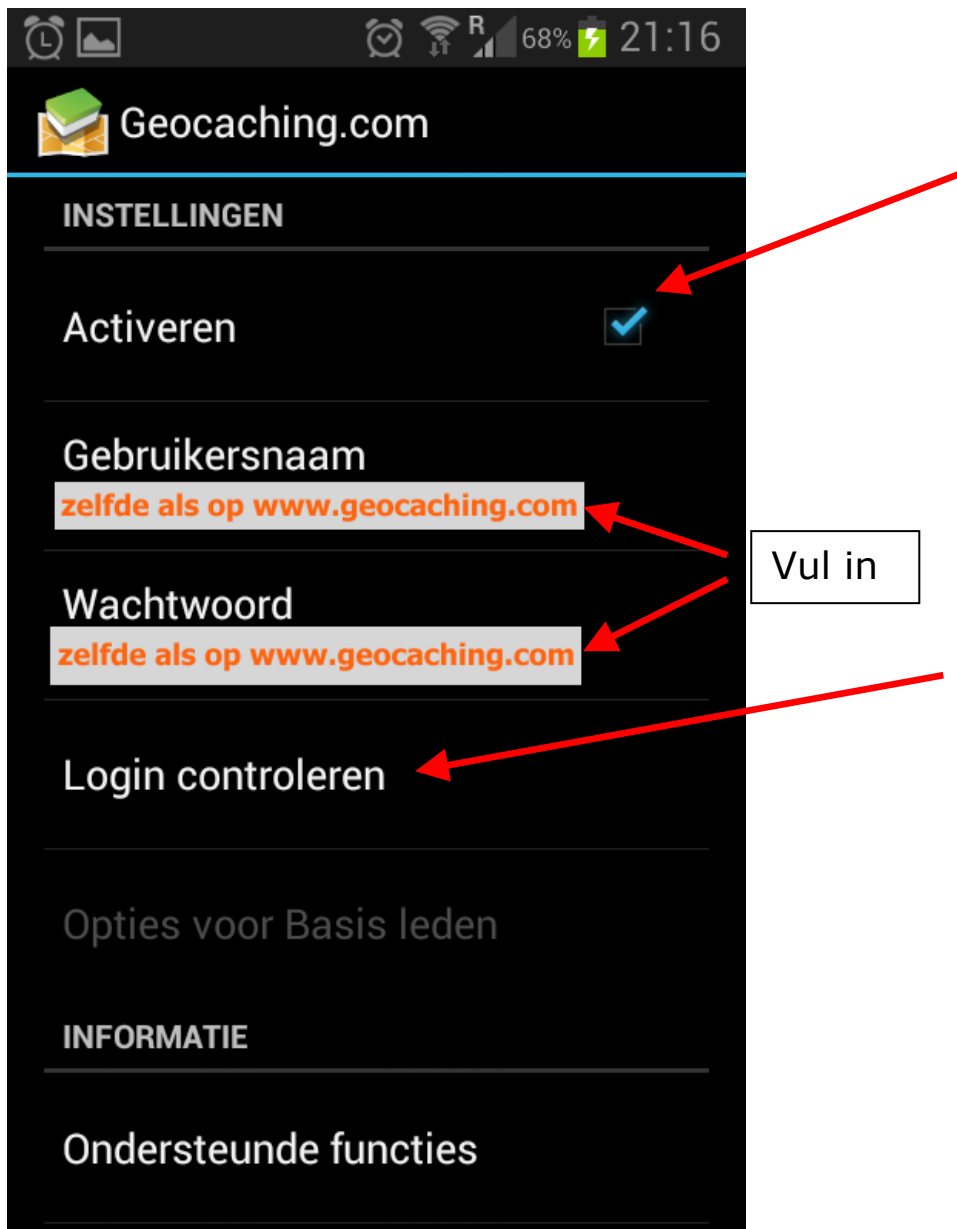 R 68% 21:16
Geocaching.com
INSTELLINGEN
Activeren
Gebruikersnaam
zelfde als op www.geocaching.com
Vul in
Wachtwoord
zelfde als op www.geocaching.com
Login controleren
Opties voor Basis leden
INFORMATIE
Ondersteunde functies